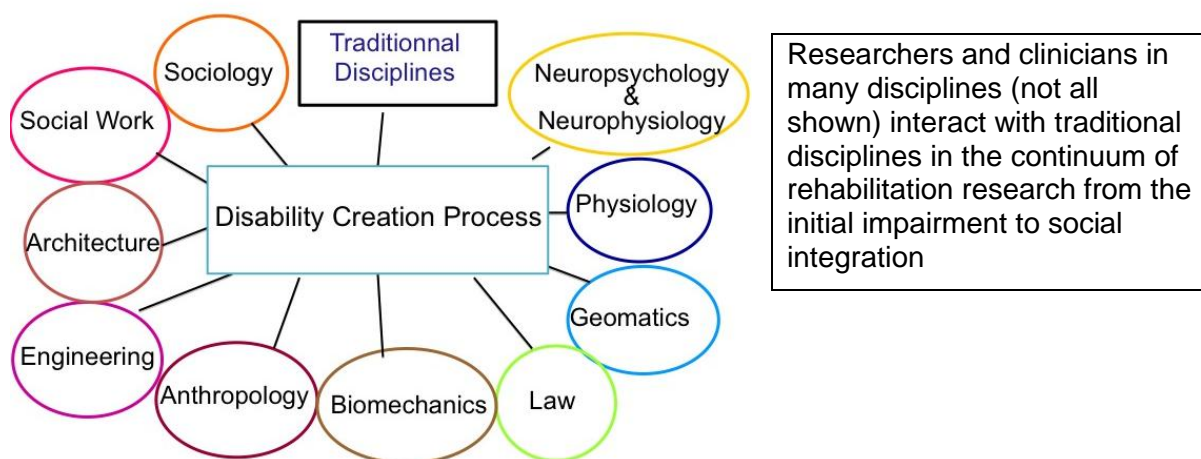 Traditionnal
Disciplines
Sociology
Neuropsychology
&
Neurophysiology
Social Work
Disability Creation Process
Physiology
Architecture
Geomatics
Engineering
Anthropology
Biomechanics
Law
Researchers and clinicians in
many disciplines (not all
shown) interact with traditional
disciplines in the continuum of
rehabilitation research from the
initial impairment to social
integration